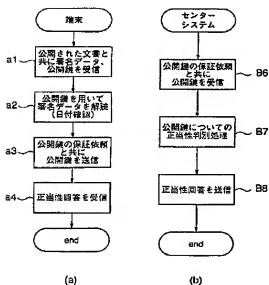 端末
a1
公開された文書と
共に署名データ、
公開鍵を受信
a2
公開鍵を用いて
署名データを解読
(日付確認)
a3
公開鍵の保証依頼
と共に
公開鍵を送信
a4
正当性回答を受信
end
(a)
センター
システム
B6
公開鍵の保証依頼
と共に
公開鍵を受信
B7
公開鍵についての
正当性判別処理
B8
正当性回答を送信
end
(b)